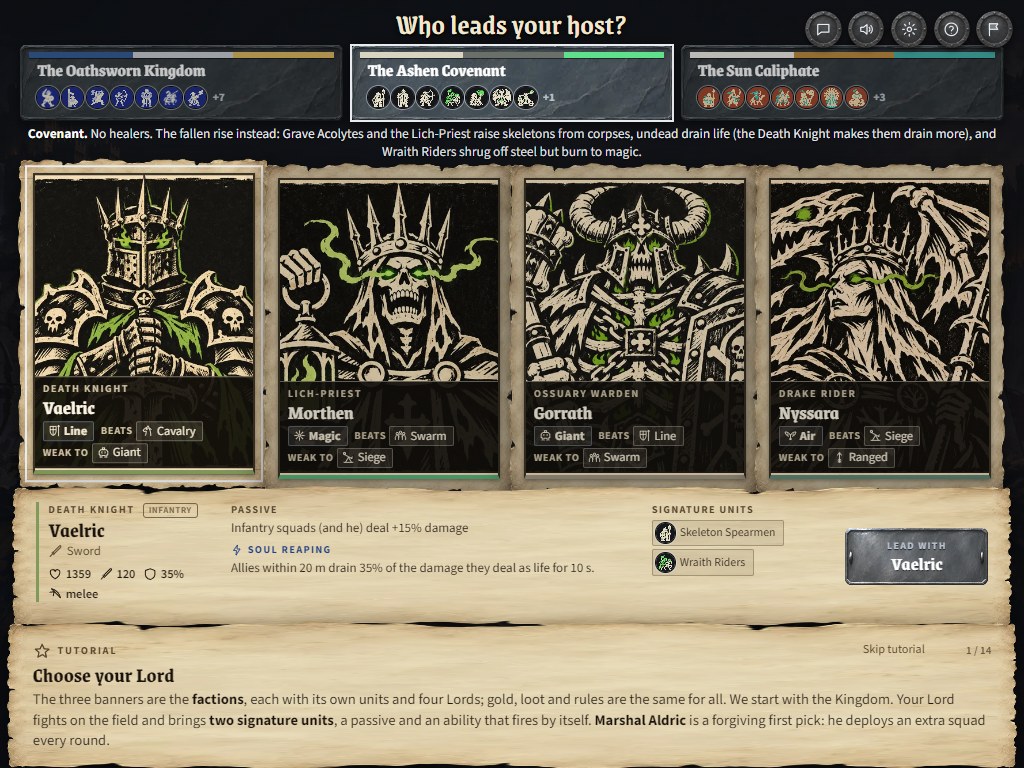 Who leads your host?
The Oathsworn Kingdom
+7
The Ashen Covenant
+1
The Sun Caliphate
+3
Covenant. No healers. The fallen rise instead: Grave Acolytes and the Lich-Priest raise skeletons from corpses, undead drain life (the Death Knight makes them drain more), and
Wraith Riders shrug off steel but burn to magic.
DEATH KNIGHT
Vaelric
Line BEATS Cavalry
WEAK TO Giant
LICH-PRIEST
Morthen
Magic BEATS Swarm
WEAK TO Siege
OSSUARY WARDEN
Gorrath
Giant BEATS Line
WEAK TO Swarm
DRAKE RIDER
Nyssara
Air BEATS Siege
WEAK TO Ranged
DEATH KNIGHT INFANTRY
Vaelric
Sword
1359 120 35%
melee
PASSIVE
Infantry squads (and he) deal +15% damage
SOUL REAPING
Allies within 20 m drain 35% of the damage they deal as life for 10 s.
SIGNATURE UNITS
Skeleton Spearmen
Wraith Riders
LEAD WITH
Vaelric
TUTORIAL
Skip tutorial
1 / 14
Choose your Lord
The three banners are the factions, each with its own units and four Lords; gold, loot and rules are the same for all. We start with the Kingdom. Your Lord
fights on the field and brings two signature units, a passive and an ability that fires by itself. Marshal Aldric is a forgiving first pick: he deploys an extra squad
every round.